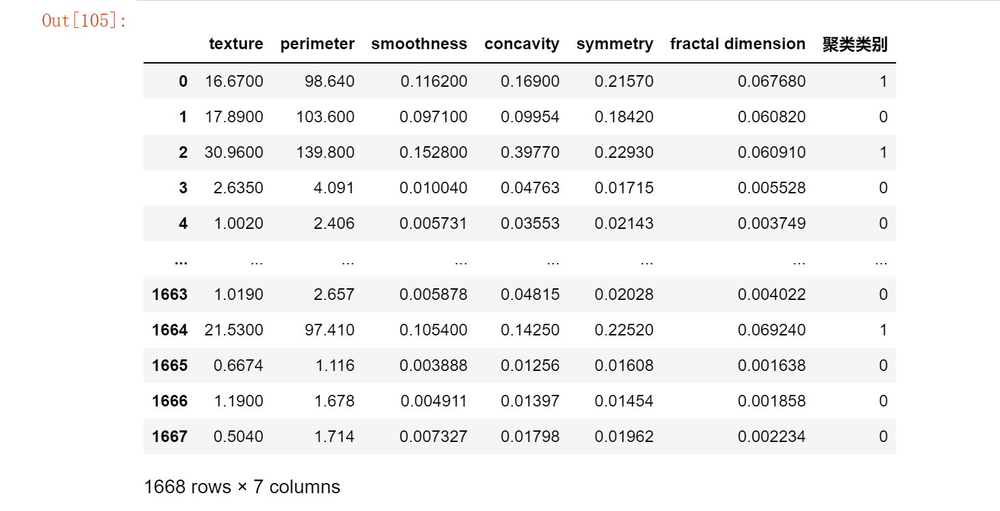 Out[105]:
texture perimeter smoothness concavity symmetry fractal dimension 聚类类别
0 16.6700 98.640 0.116200 0.16900 0.21570 0.067680 1
1 17.8900 103.600 0.097100 0.09954 0.18420 0.060820 0
2 30.9600 139.800 0.152800 0.39770 0.22930 0.060910 1
3 2.6350 4.091 0.010040 0.04763 0.01715 0.005528 0
4 1.0020 2.406 0.005731 0.03553 0.02143 0.003749 0
... ... ... ... ... ... ... ...
1663 1.0190 2.657 0.005878 0.04815 0.02028 0.004022 0
1664 21.5300 97.410 0.105400 0.14250 0.22520 0.069240 1
1665 0.6674 1.116 0.003888 0.01256 0.01608 0.001638 0
1666 1.1900 1.678 0.004911 0.01397 0.01454 0.001858 0
1667 0.5040 1.714 0.007327 0.01798 0.01962 0.002234 0
1668 rows × 7 columns